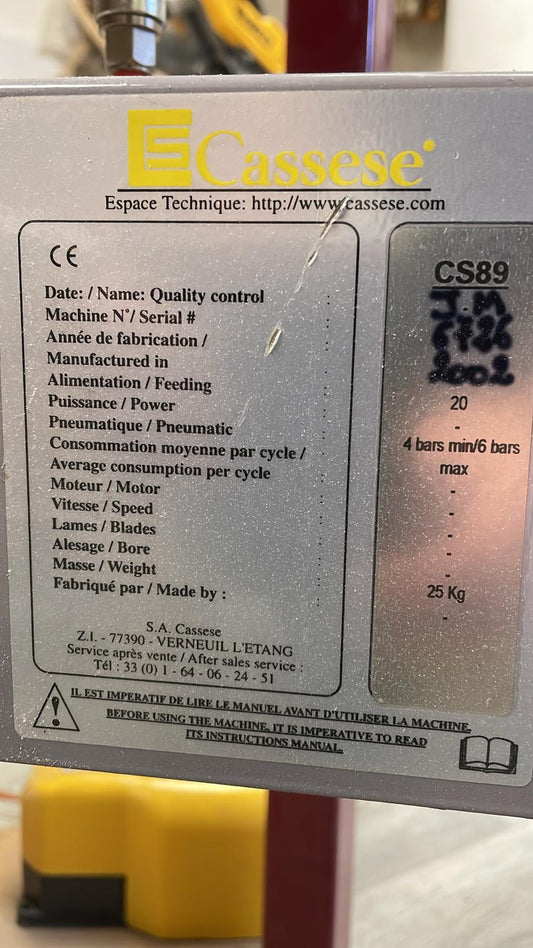 Cassese
Espace Technique: http://www.cassese.com
CE
Date: / Name: Quality control :
Machine N°/ Serial # :
Année de fabrication / :
Manufactured in
Alimentation / Feeding :
Puissance / Power :
Pneumatique / Pneumatic :
Consommation moyenne par cycle / :
Average consumption per cycle
Moteur / Motor :
Vitesse / Speed :
Lames / Blades :
Alesage / Bore :
Masse / Weight :
Fabriqué par / Made by :
S.A. Cassese
Z.I. - 77390 - VERNEUIL L'ETANG
Service après vente / After sales service :
Tél : 33 (0) 1 - 64 - 06 - 24 - 51
CS89
J.M
2002
20
-
4 bars min/6 bars
max
-
-
-
-
-
25 Kg
-
IL EST IMPERATIF DE LIRE LE MANUEL AVANT D'UTILISER LA MACHINE.
BEFORE USING THE MACHINE, IT IS IMPERATIVE TO READ
ITS INSTRUCTIONS MANUAL.